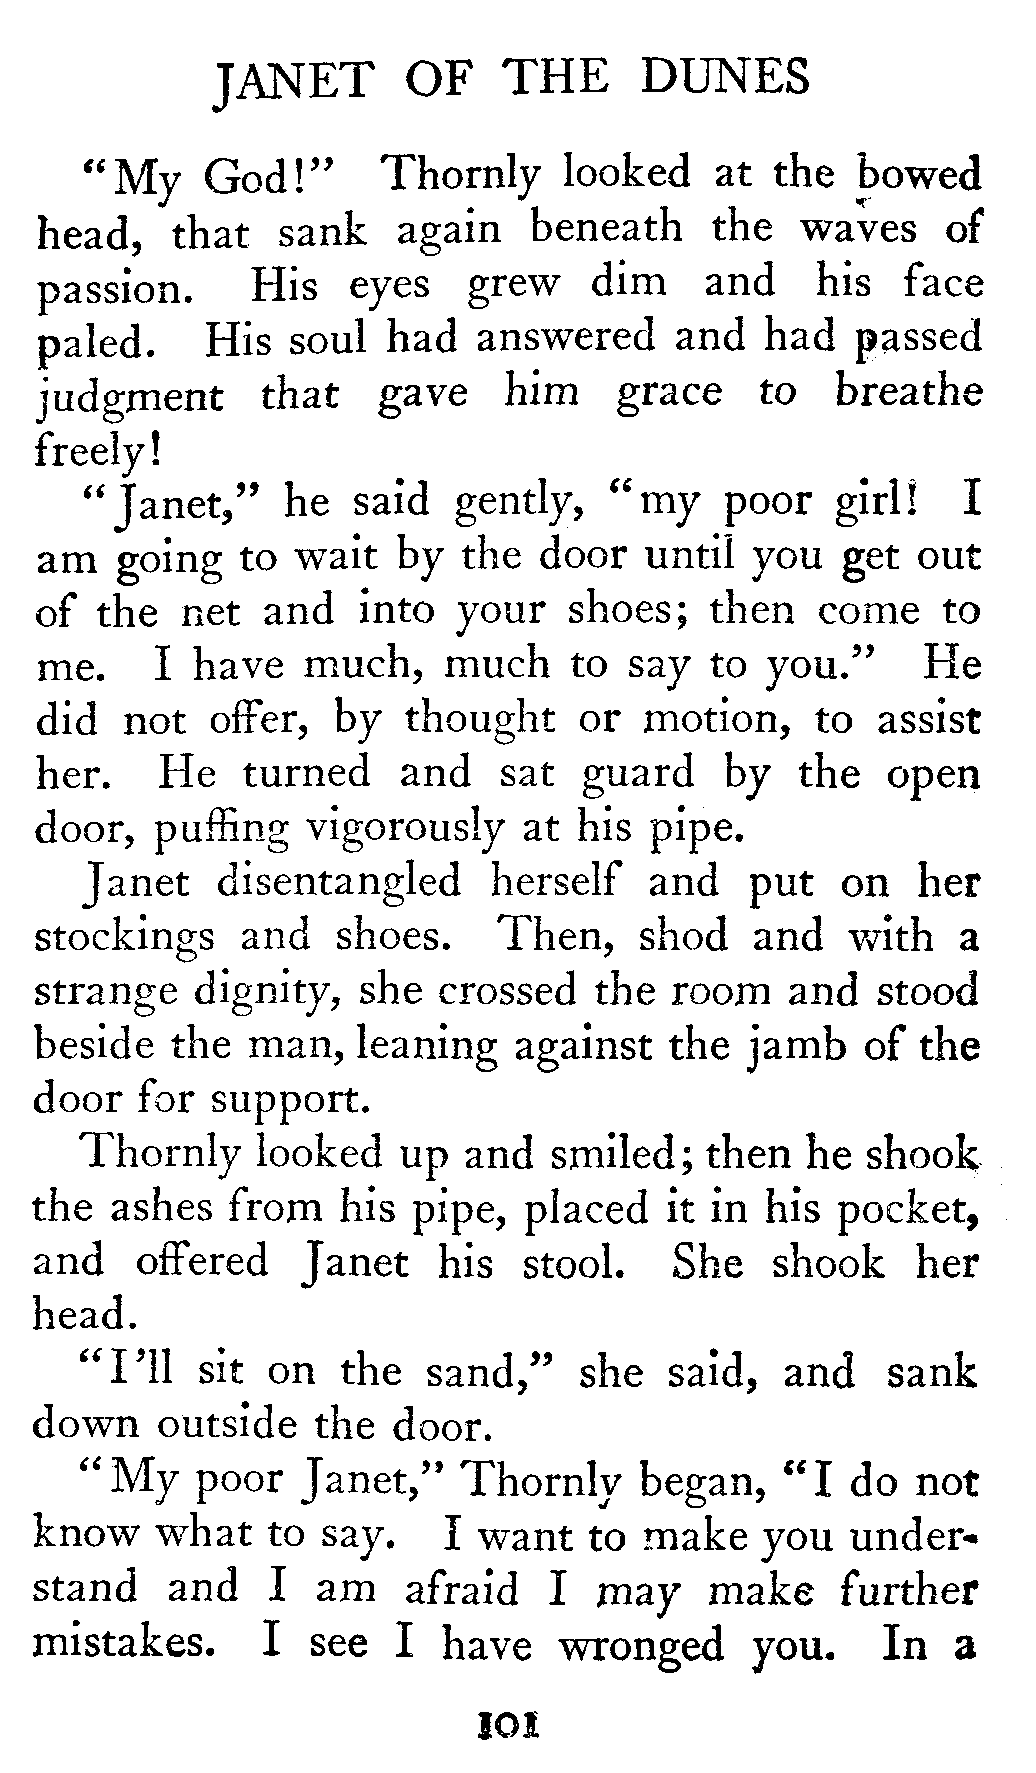 JANET OF THE DUNES
“My God!” Thornly looked at the bowed
head, that sank again beneath the waves of
passion. His eyes grew dim and his face
paled. His soul had answered and had passed
judgment that gave him grace to breathe
freely!
“Janet,” he said gently, “my poor girl! I
am going to wait by the door until you get out
of the net and into your shoes; then come to
me. I have much, much to say to you.” He
did not offer, by thought or motion, to assist
her. He turned and sat guard by the open
door, puffing vigorously at his pipe.
Janet disentangled herself and put on her
stockings and shoes. Then, shod and with a
strange dignity, she crossed the room and stood
beside the man, leaning against the jamb of the
door for support.
Thornly looked up and smiled; then he shook
the ashes from his pipe, placed it in his pocket,
and offered Janet his stool. She shook her
head.
“I’ll sit on the sand,” she said, and sank
down outside the door.
“My poor Janet,” Thornly began, “I do not
know what to say. I want to make you under-
stand and I am afraid I may make further
mistakes. I see I have wronged you. In a
101